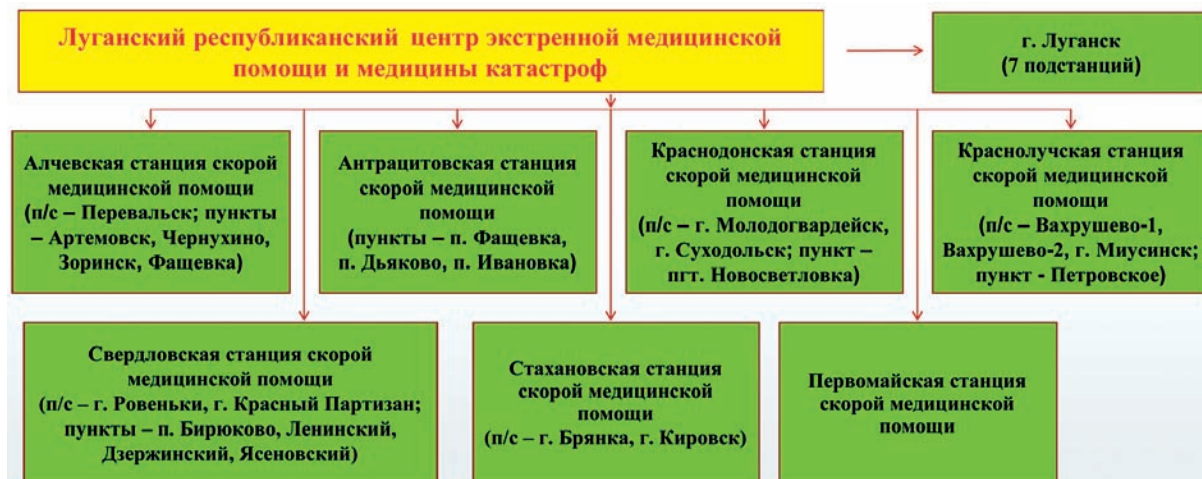 Луганский республиканский центр экстренной медицинской
помощи и медицины катастроф
г. Луганск
(7 подстанций)
Алчевская станция скорой
медицинской помощи
(п/с – Перевальск; пункты
– Артемовск, Чернухино,
Зоринск, Фащевка)
Антрацитовская станция
скорой медицинской
помощи
(пункты – п. Фащевка,
п. Дьяково, п. Ивановка)
Краснодонская станция
скорой медицинской
помощи
(п/с – г. Молодогвардейск,
г. Суходольск; пункт –
пгт. Новосветловка)
Краснолучская станция
скорой медицинской
помощи
(п/с – Вахрушево-1,
Вахрушево-2, г. Миусинск;
пункт - Петровское)
Свердловская станция скорой
медицинской помощи
(п/с – г. Ровеньки, г. Красный Партизан;
пункты – п. Бирюково, Ленинский,
Дзержинский, Ясеновский)
Стахановская станция
скорой медицинской
помощи
(п/с – г. Брянка, г. Кировск)
Первомайская станция
скорой медицинской
помощи